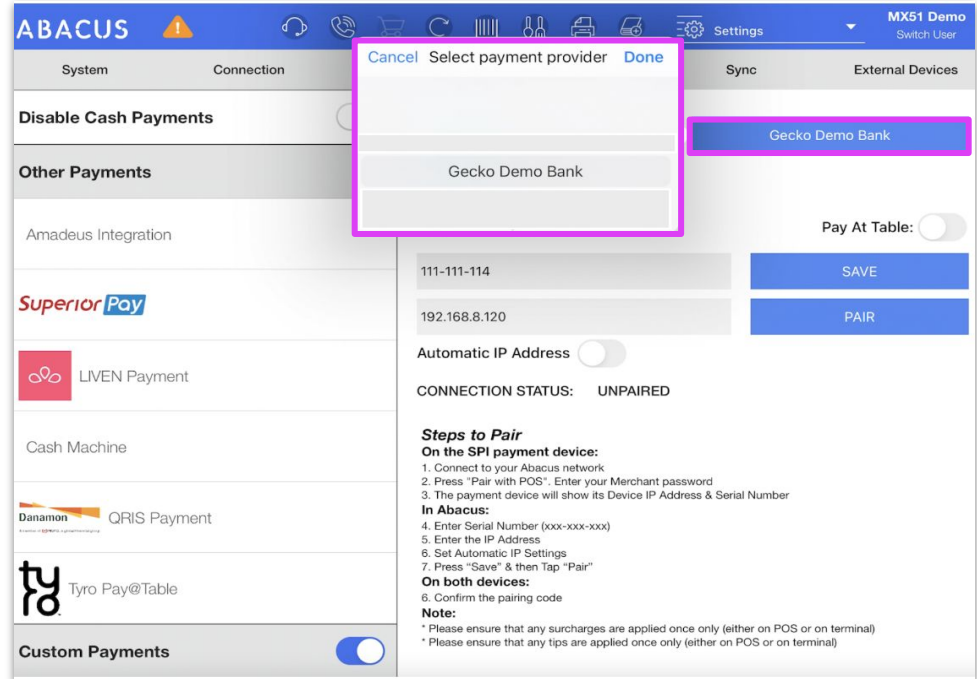 ABACUS
Settings
MX51 Demo
Switch User
System
Connection
Sync
External Devices
Cancel Select payment provider Done
Gecko Demo Bank
Gecko Demo Bank
Disable Cash Payments
Other Payments
Amadeus Integration
Superior Pay
LIVEN Payment
Cash Machine
Danamon
QRIS Payment
tyro
Tyro Pay@Table
Custom Payments
Pay At Table:
111-111-114
SAVE
192.168.8.120
PAIR
Automatic IP Address
CONNECTION STATUS: UNPAIRED
Steps to Pair
On the SPI payment device:
1. Connect to your Abacus network
2. Press "Pair with POS". Enter your Merchant password
3. The payment device will show its Device IP Address & Serial Number
In Abacus:
4. Enter Serial Number (xxx-xxx-xxx)
5. Enter the IP Address
6. Set Automatic IP Settings
7. Press "Save" & then Tap "Pair"
On both devices:
6. Confirm the pairing code
Note:
* Please ensure that any surcharges are applied once only (either on POS or on terminal)
* Please ensure that any tips are applied once only (either on POS or on terminal)